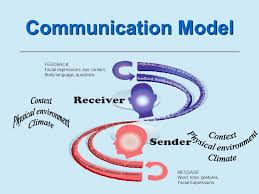 Communication Model
FEEDBACK
Facial expressions, eye contact,
Body language, questions
Context
Physical environment
Climate
Receiver
Sender
Context
Physical environment
Climate
MESSAGE
Word, tone, gestures,
Facial Expressions